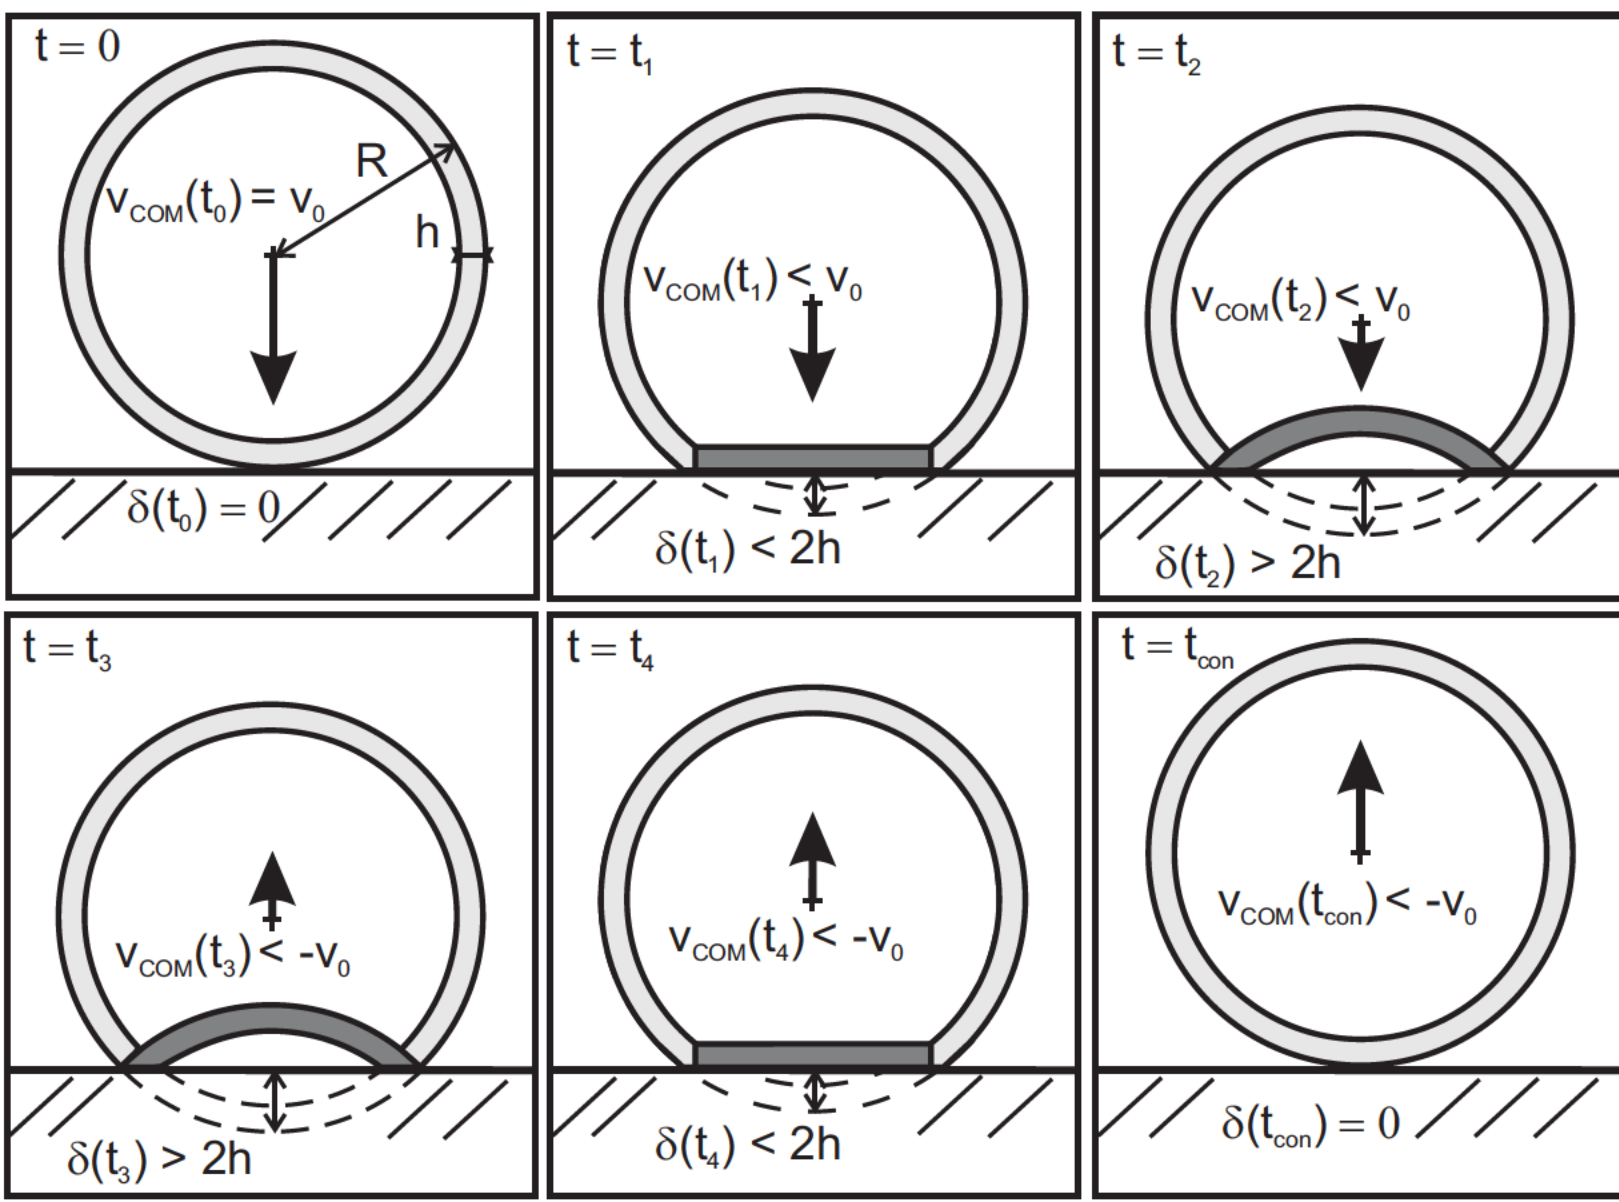 t = 0
R
v_COM(t_0) = v_0
h
δ(t_0) = 0
t = t_1
v_COM(t_1) < v_0
δ(t_1) < 2h
t = t_2
v_COM(t_2) < v_0
δ(t_2) > 2h
t = t_3
v_COM(t_3) < -v_0
δ(t_3) > 2h
t = t_4
v_COM(t_4) < -v_0
δ(t_4) < 2h
t = t_con
v_COM(t_con) < -v_0
δ(t_con) = 0